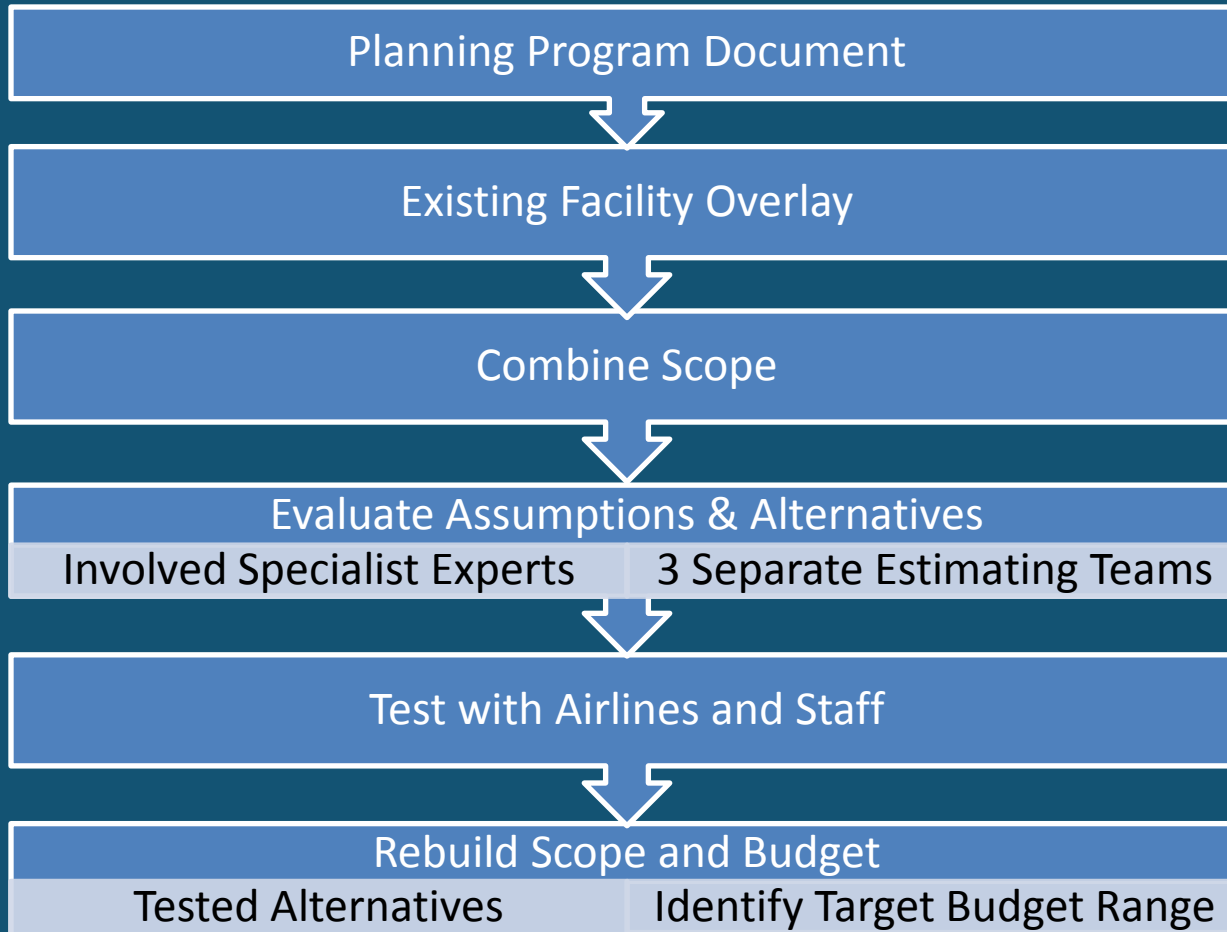 Planning Program Document
Existing Facility Overlay
Combine Scope
Evaluate Assumptions & Alternatives
Involved Specialist Experts
3 Separate Estimating Teams
Test with Airlines and Staff
Rebuild Scope and Budget
Tested Alternatives
Identify Target Budget Range